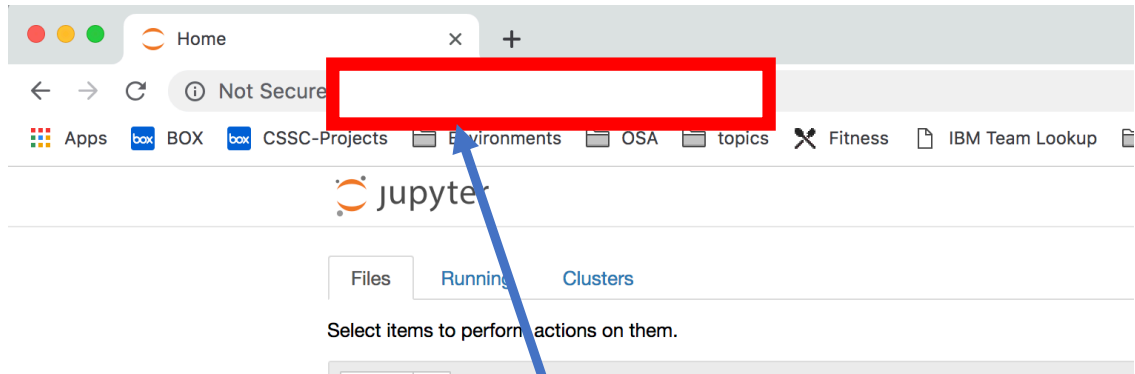 Home
Not Secure
Apps BOX BOX CSSC-Projects Environments OSA topics Fitness IBM Team Lookup
jupyter
Files Running Clusters
Select items to perform actions on them.